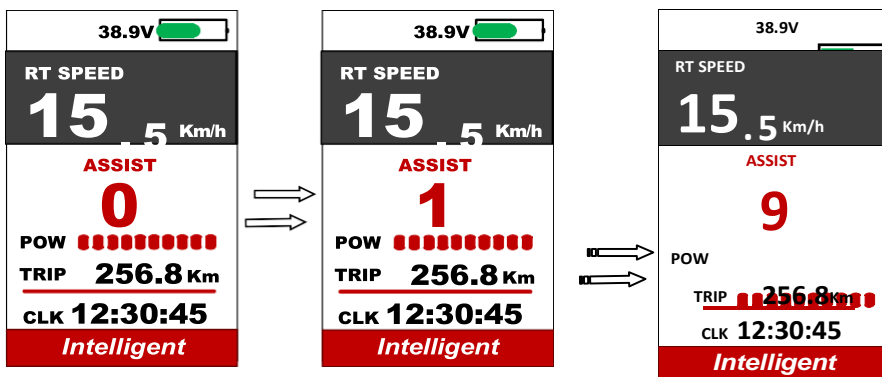 38.9V
RT SPEED
15.5 Km/h
ASSIST
0
POW
TRIP 256.8 Km
CLK 12:30:45
Intelligent
38.9V
RT SPEED
15.5 Km/h
ASSIST
1
POW
TRIP 256.8 Km
CLK 12:30:45
Intelligent
38.9V
RT SPEED
15.5 Km/h
ASSIST
9
POW
TRIP 256.8Km
CLK 12:30:45
Intelligent